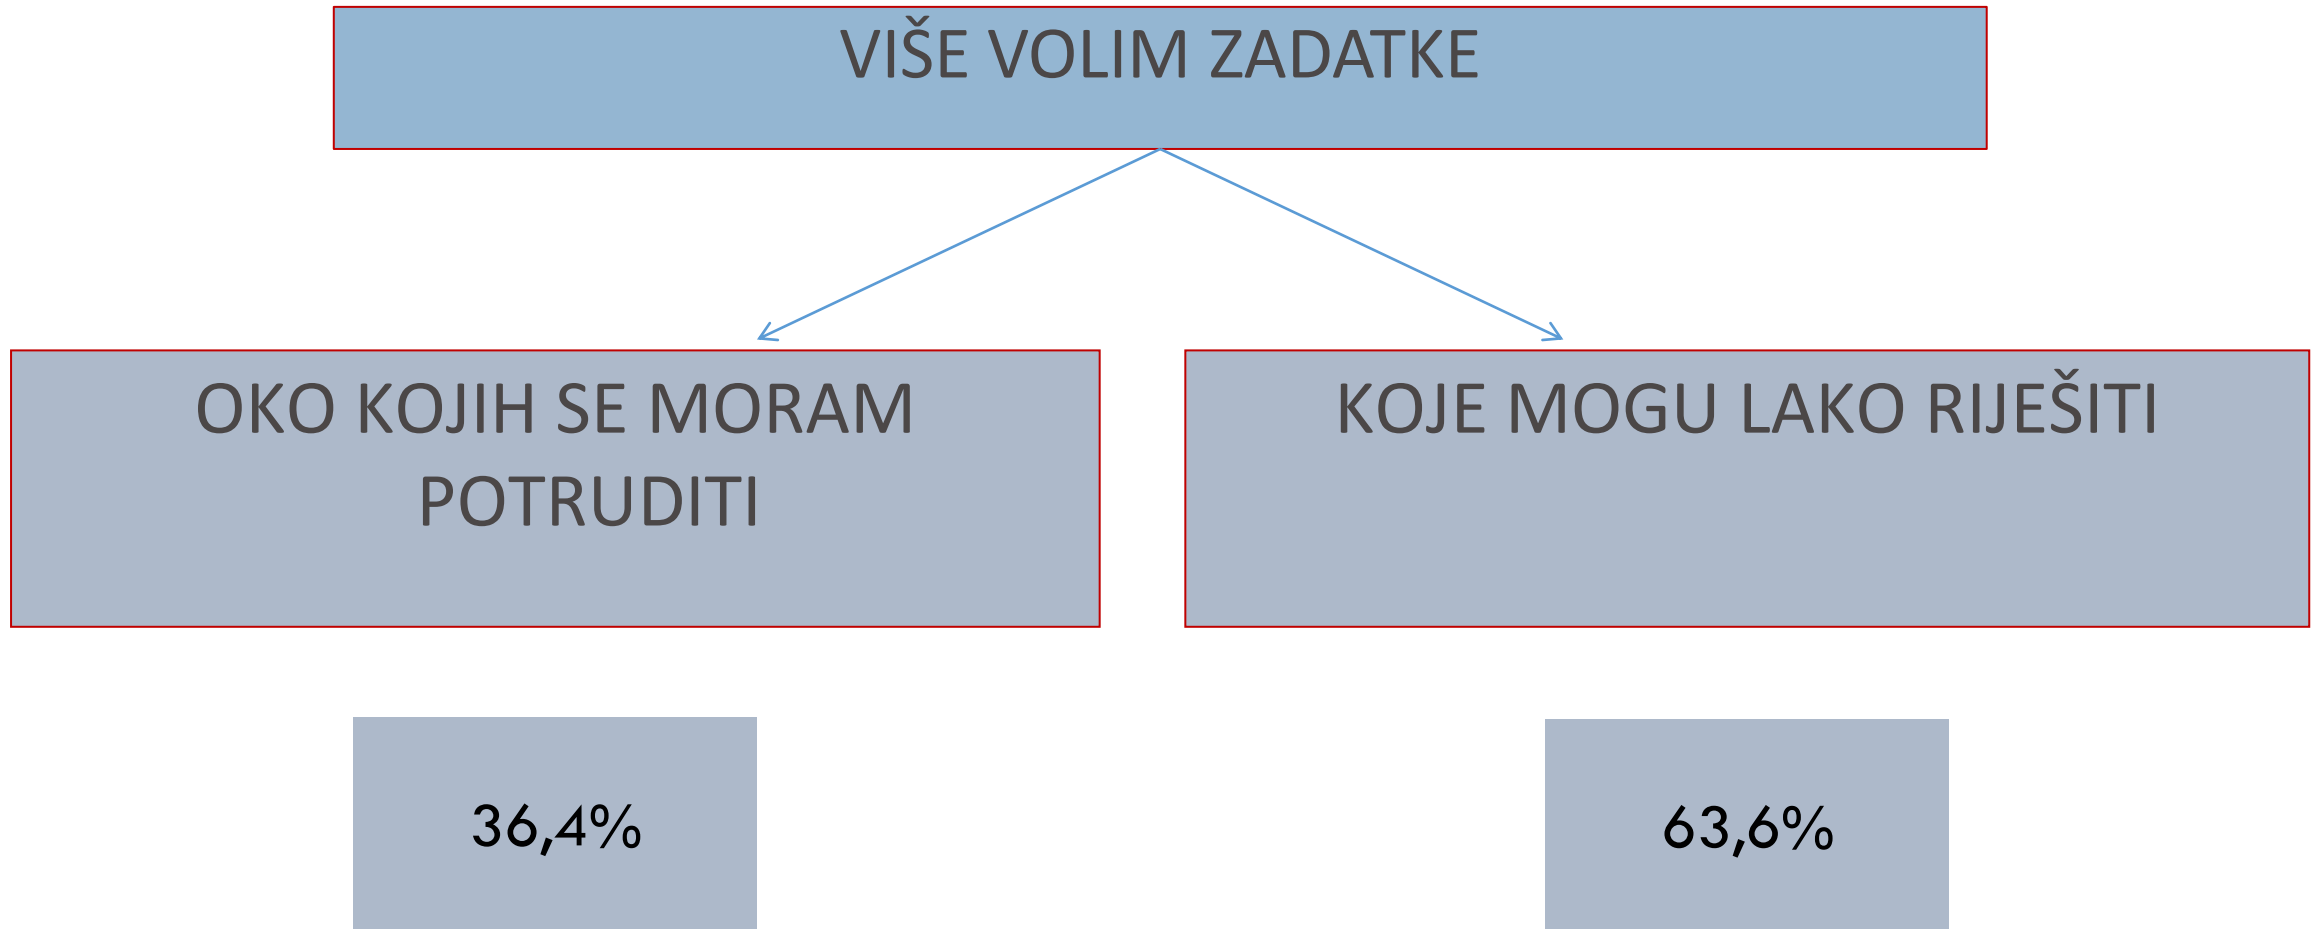 VIŠE VOLIM ZADATKE
OKO KOJIH SE MORAM
POTRUDITI
KOJE MOGU LAKO RIJEŠITI
36,4%
63,6%